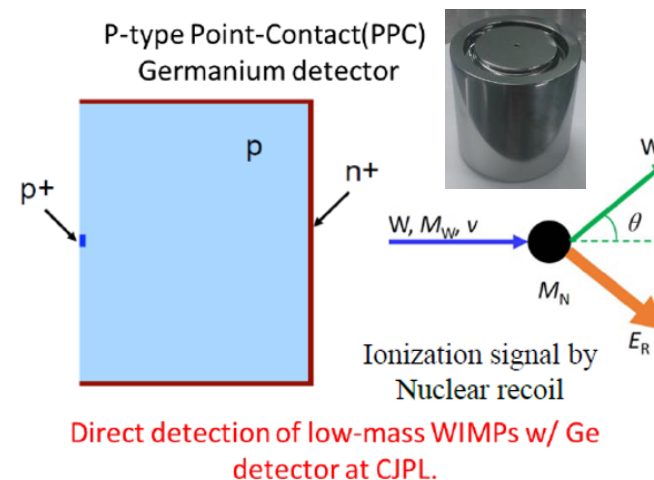 P-type Point-Contact(PPC)
Germanium detector
p
p+
n+
W
W, M_W, v
θ
M_N
E_R
Ionization signal by
Nuclear recoil
Direct detection of low-mass WIMPs w/ Ge
detector at CJPL.